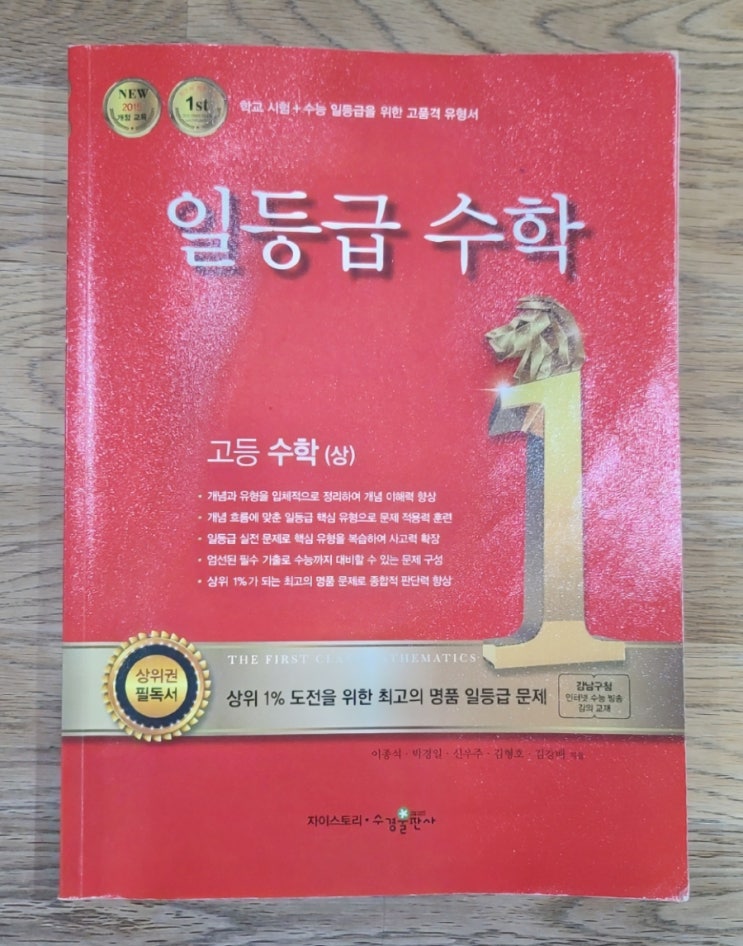 NEW
2015
개정 교육
1st
학교 시험 + 수능 일등급을 위한 고품격 유형서
일등급 수학
1
고등 수학 (상)
• 개념과 유형을 입체적으로 정리하여 개념 이해력 향상
• 개념 흐름에 맞춘 일등급 핵심 유형으로 문제 적용력 훈련
• 일등급 실전 문제로 핵심 유형을 복습하여 사고력 확장
• 엄선된 필수 기출로 수능까지 대비할 수 있는 문제 구성
• 상위 1%가 되는 최고의 명품 문제로 종합적 판단력 향상
THE FIRST CLASS MATHEMATICS
상위권
필독서
상위 1% 도전을 위한 최고의 명품 일등급 문제
강남구청
인터넷 수능 방송
강의 교재
이종석 · 박경일 · 신우주 · 김형호 ·
자이스토리 · 수경출판사